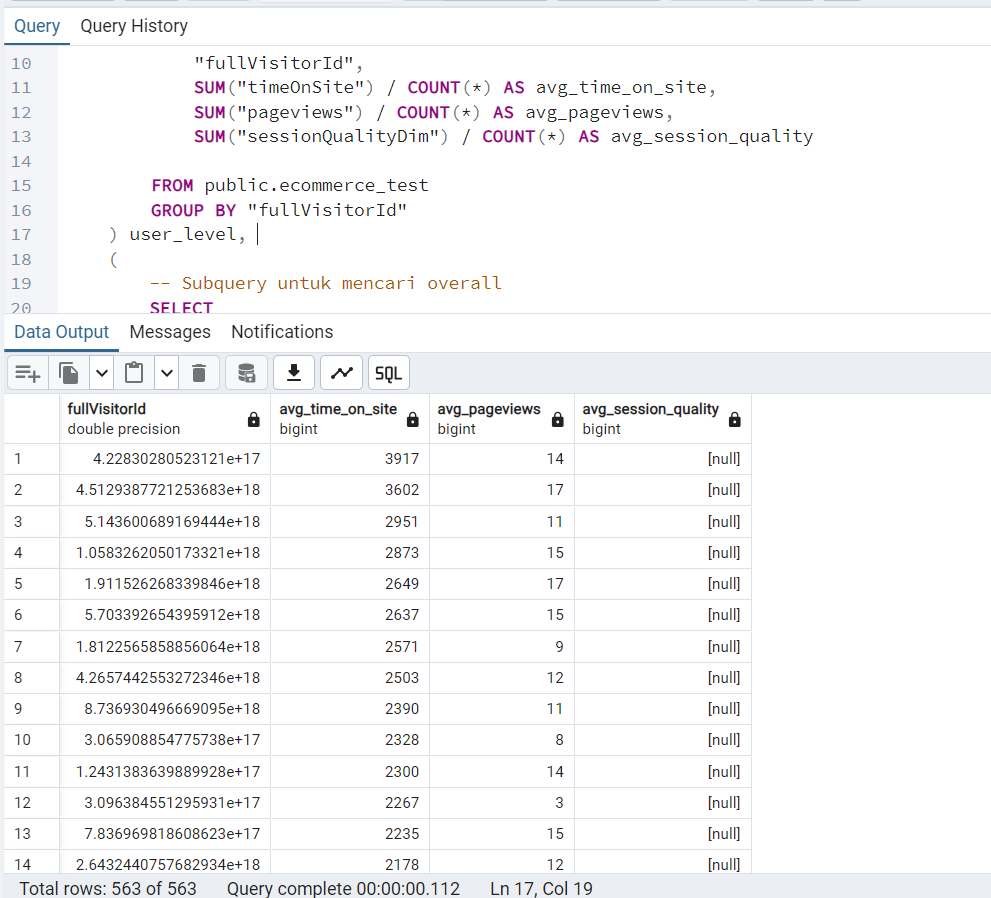 Query Query History
10 "fullVisitorId",
11 SUM("timeOnSite") / COUNT(*) AS avg_time_on_site,
12 SUM("pageviews") / COUNT(*) AS avg_pageviews,
13 SUM("sessionQualityDim") / COUNT(*) AS avg_session_quality
14
15 FROM public.ecommerce_test
16 GROUP BY "fullVisitorId"
17 ) user_level,
18 (
19 -- Subquery untuk mencari overall
20 SELECT
Data Output Messages Notifications
SQL
fullVisitorId avg_time_on_site avg_pageviews avg_session_quality
double precision bigint bigint bigint
1 4.22830280523121e+17 3917 14 [null]
2 4.5129387721253683e+18 3602 17 [null]
3 5.143600689169444e+18 2951 11 [null]
4 1.0583262050173321e+18 2873 15 [null]
5 1.911526268339846e+18 2649 17 [null]
6 5.703392654395912e+18 2637 15 [null]
7 1.8122565858856064e+18 2571 9 [null]
8 4.2657442553272346e+18 2503 12 [null]
9 8.736930496669095e+18 2390 11 [null]
10 3.065908854775738e+17 2328 8 [null]
11 1.2431383639889928e+17 2300 14 [null]
12 3.096384551295931e+17 2267 3 [null]
13 7.836969818608623e+17 2235 15 [null]
14 2.6432440757682934e+18 2178 12 [null]
Total rows: 563 of 563 Query complete 00:00:00.112 Ln 17, Col 19